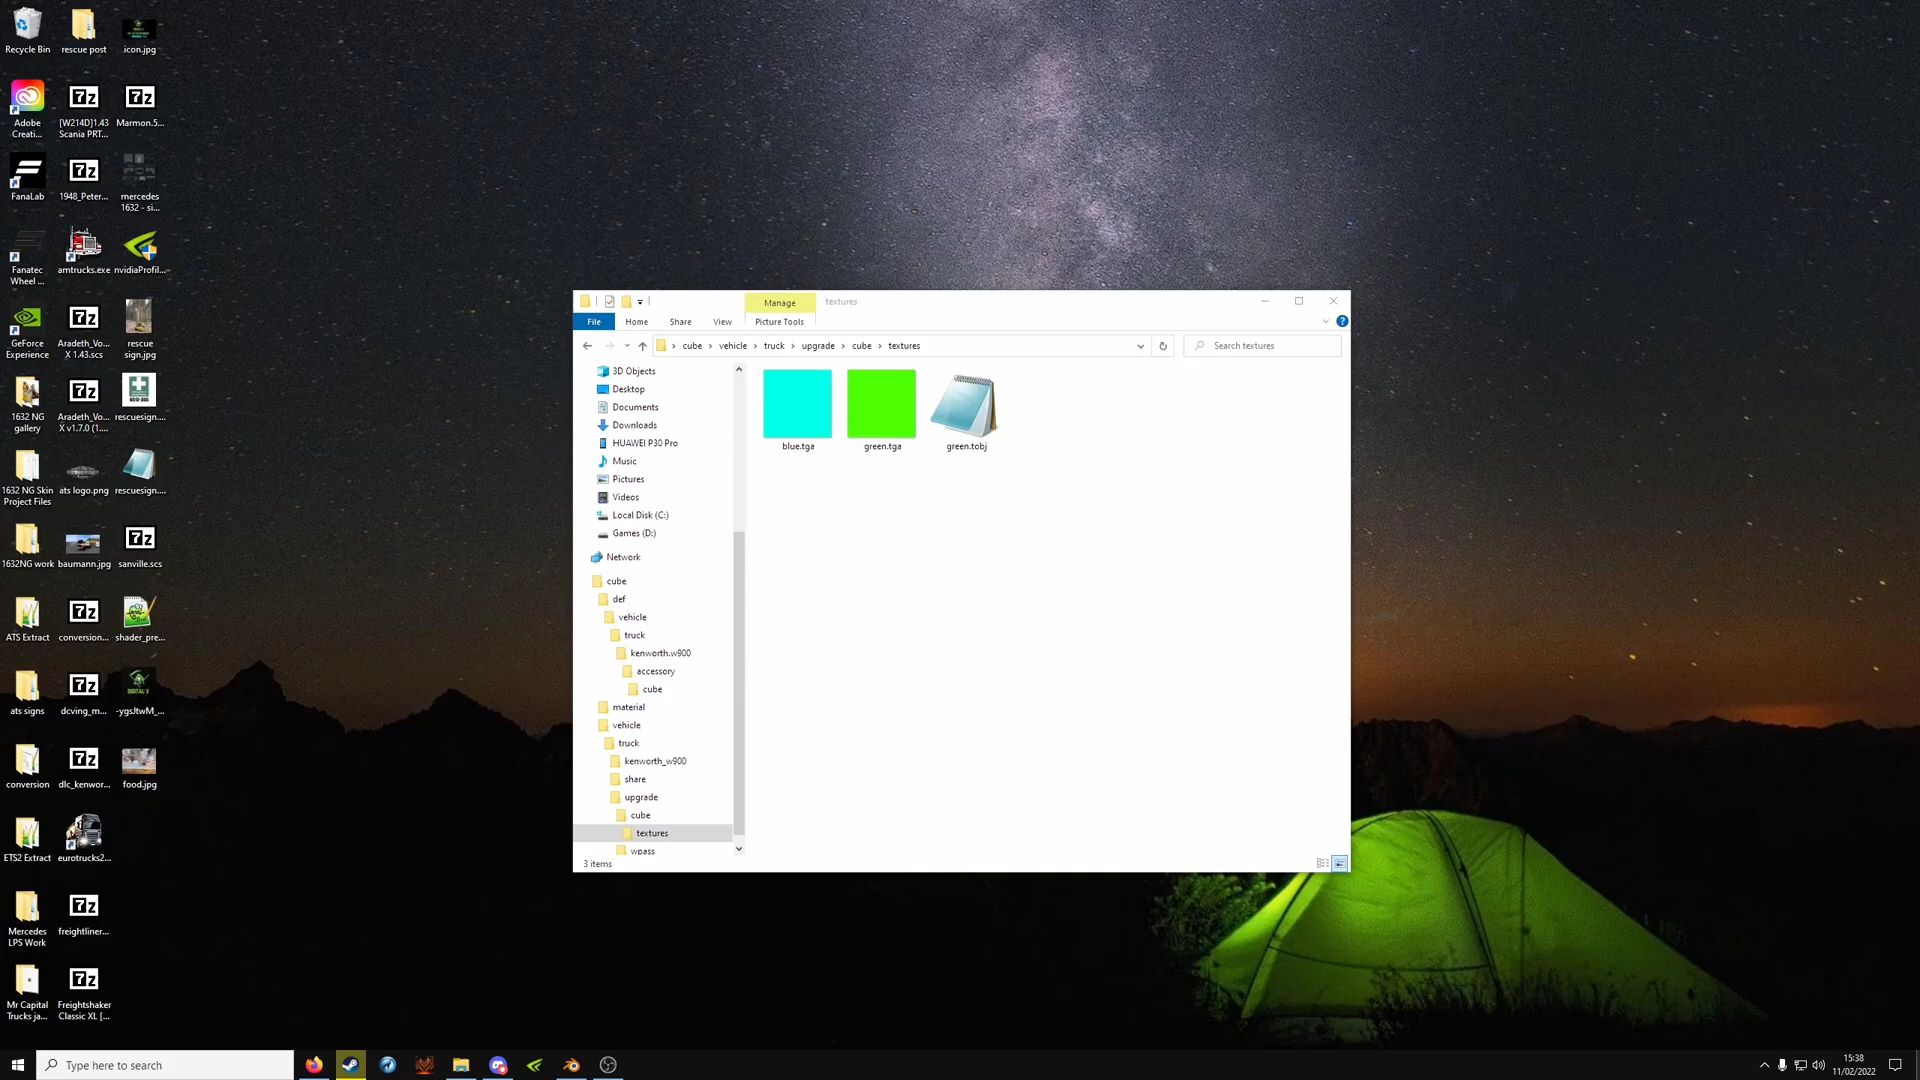 Recycle Bin
rescue post
icon.jpg
Adobe
Creati...
[W214D]1.43
Scania PRT...
Marmon.5...
FanaLab
1948_Peter...
mercedes
1632 - si...
Fanatec
Wheel ...
amtrucks.exe
nvidiaProfil...
GeForce
Experience
Aradeth_Vo...
X 1.43.scs
rescue
sign.jpg
1632 NG
gallery
Aradeth_Vo...
X v1.7.0 (1....
rescuesign....
1632 NG Skin
Project Files
ats logo.png
rescuesign....
1632NG work
baumann.jpg
sanville.scs
ATS Extract
conversion...
shader_pre...
ats signs
dcving_m...
DIGITAL X
-ygsJtwM_...
conversion
dlc_kenwor...
food.jpg
ETS2 Extract
eurotrucks2...
Mercedes
LPS Work
freightliner...
Mr Capital
Trucks ja...
Freightshaker
Classic XL [...
Manage
textures
File
Home
Share
View
Picture Tools
cube > vehicle > truck > upgrade > cube > textures
Search textures
3D Objects
Desktop
Documents
Downloads
HUAWEI P30 Pro
Music
Pictures
Videos
Local Disk (C:)
Games (D:)
Network
cube
def
vehicle
truck
kenworth.w900
accessory
cube
material
vehicle
truck
kenworth_w900
share
upgrade
cube
textures
wpass
blue.tga
green.tga
green.tobj
3 items
Type here to search
15:38
11/02/2022